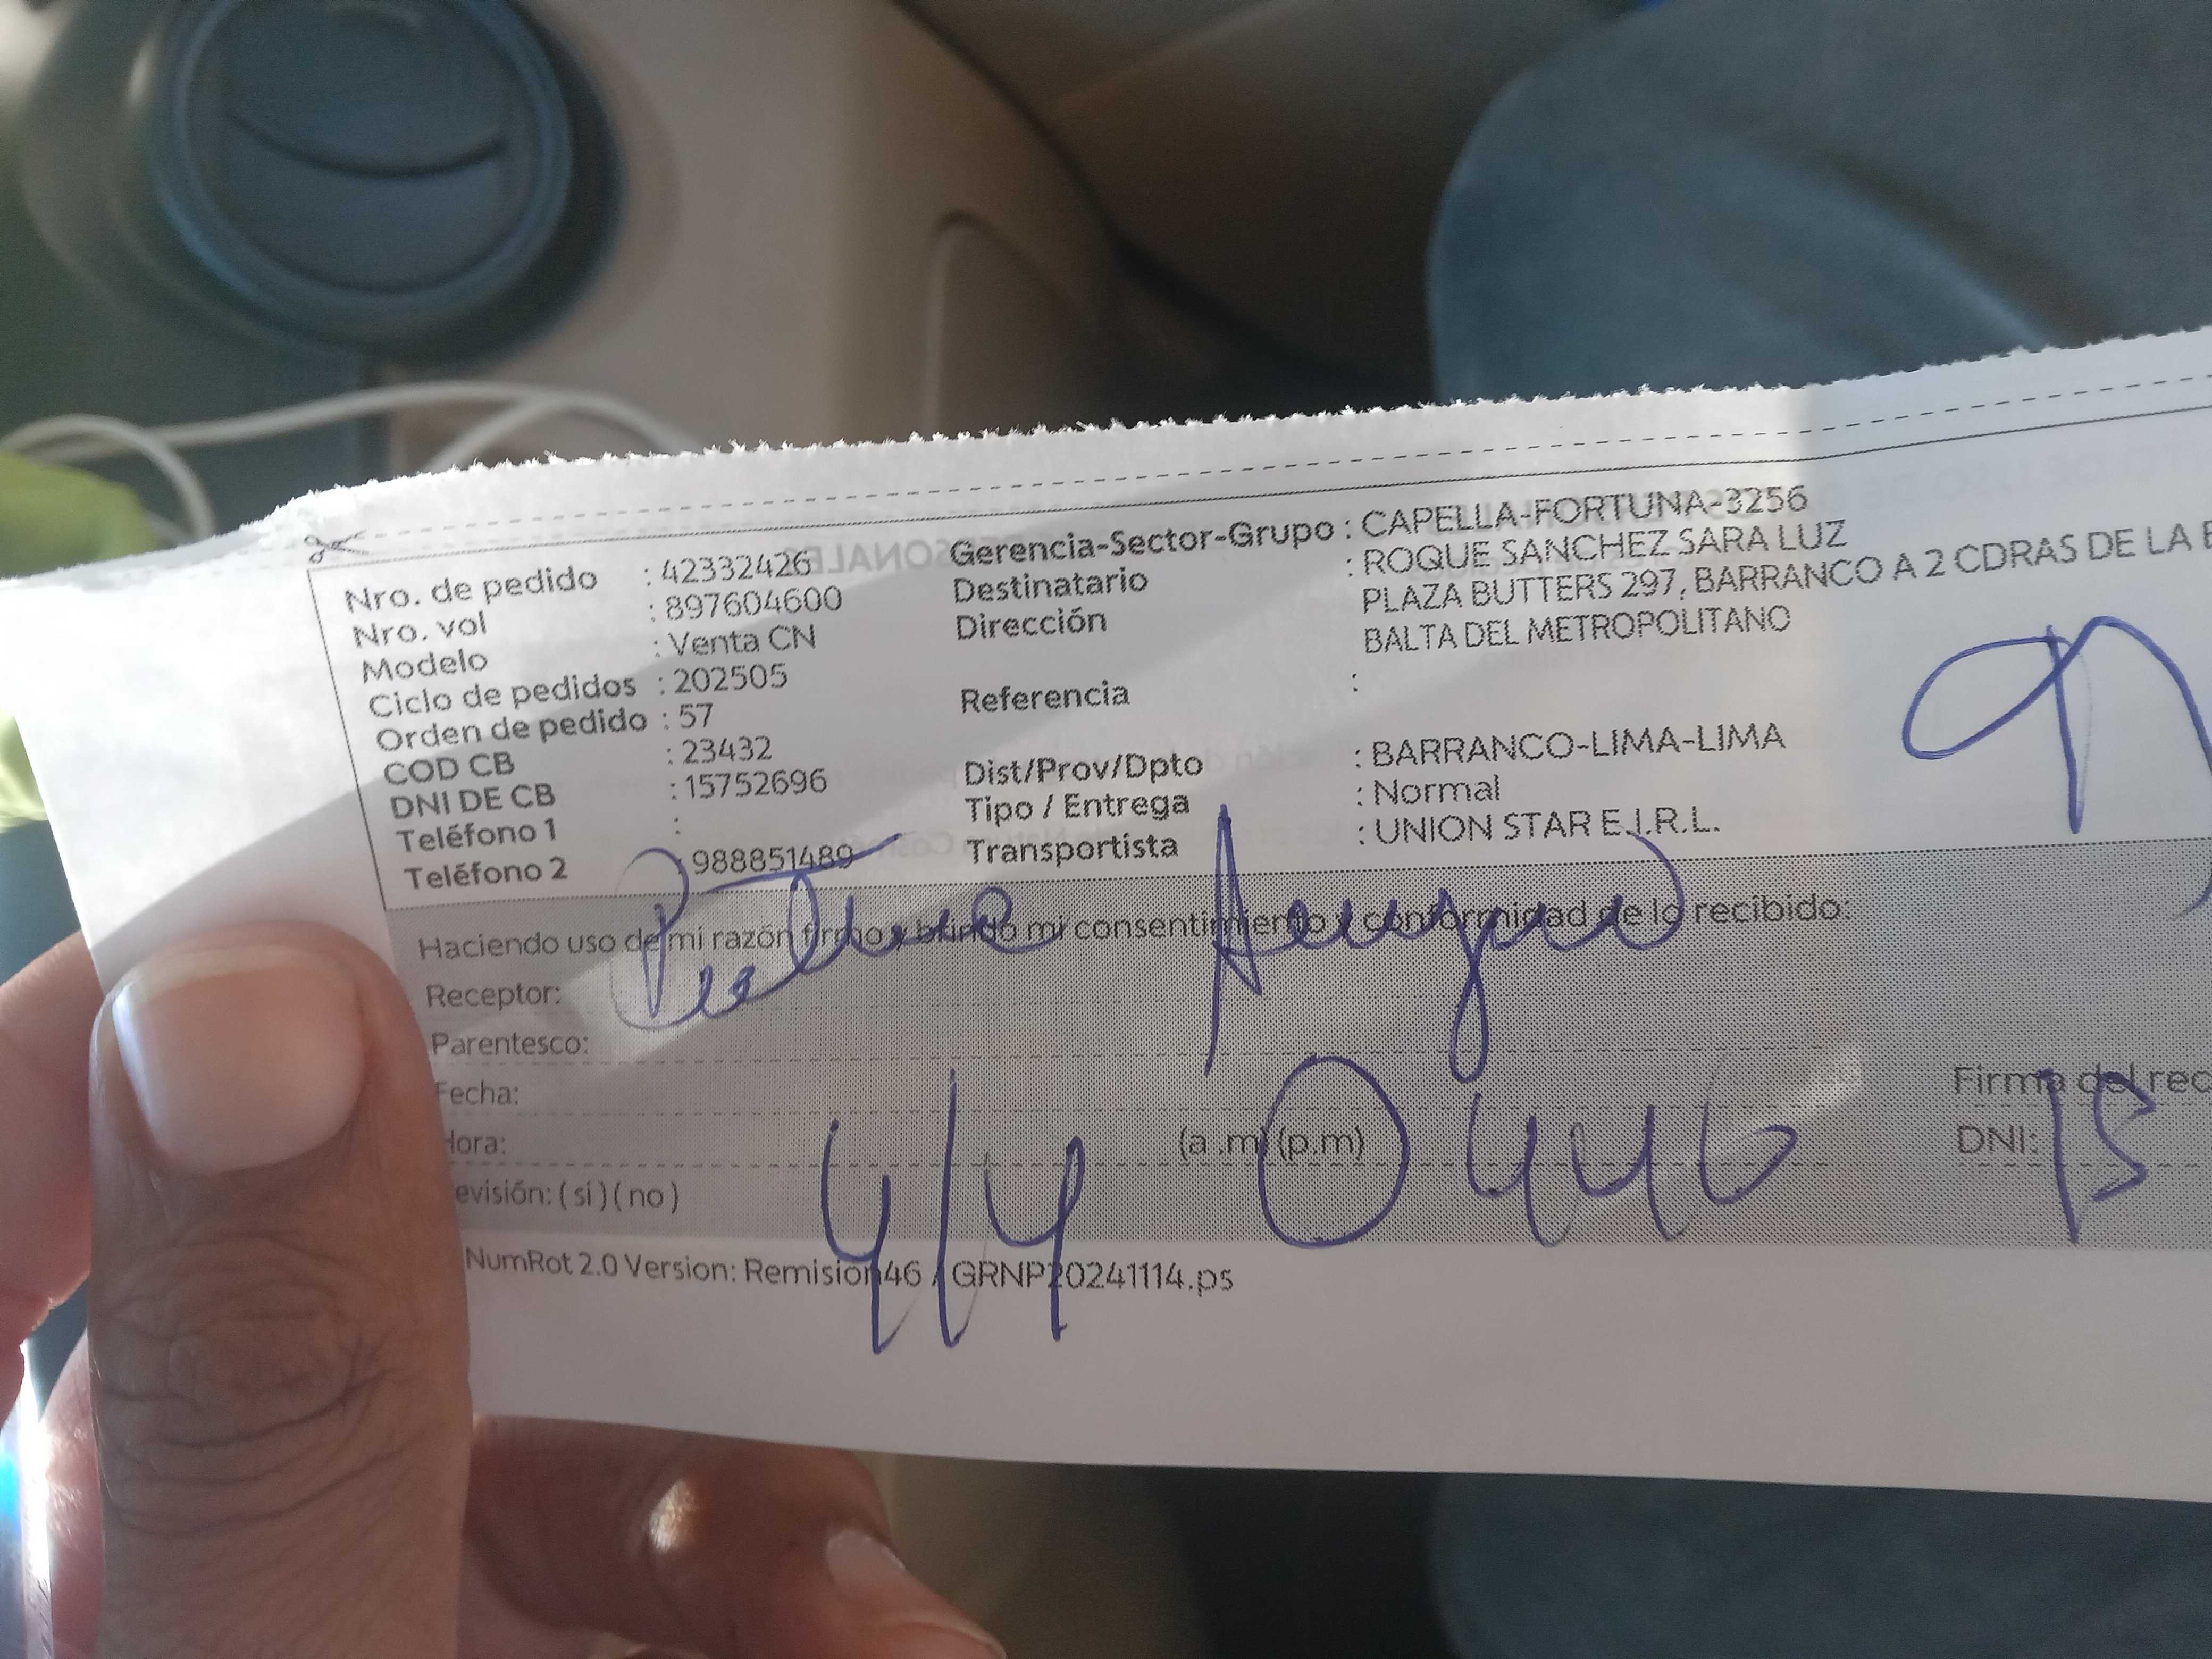 Nro. de pedido : 42332426
Nro. vol : 897604600
Modelo : Venta CN
Ciclo de pedidos : 202505
Orden de pedido : 57
COD CB : 23432
DNI DE CB : 15752696
Teléfono 1 :
Teléfono 2 : 988851489
Gerencia-Sector-Grupo : CAPELLA-FORTUNA-3256
Destinatario : ROQUE SANCHEZ SARA LUZ
Dirección PLAZA BUTTERS 297, BARRANCO A 2 CDRAS DE LA
BALTA DEL METROPOLITANO
Referencia :
Dist/Prov/Dpto : BARRANCO-LIMA-LIMA
Tipo / Entrega : Normal
Transportista : UNION STAR E.I.R.L.
Haciendo uso de mi razón firmo y brindo mi consentimiento y conformidad de lo recibido:
Receptor:
Parentesco:
Fecha:
Hora: (a .m) (p.m)
evisión: ( si ) ( no )
4/4 0446
Firma del rec
DNI: 15
NumRot 2.0 Version: Remision46 / GRNP20241114.ps